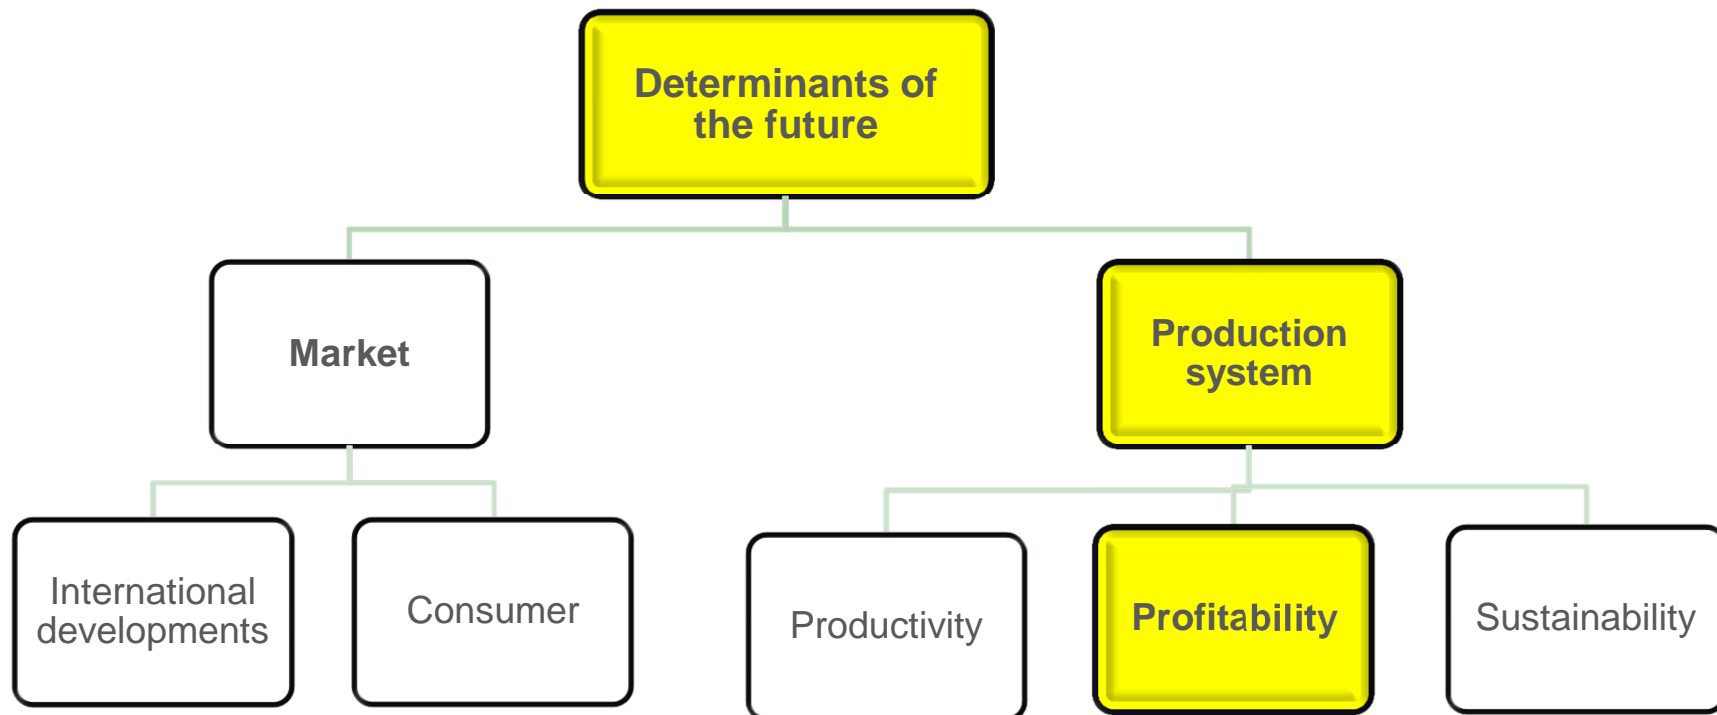 Determinants of
the future
Market
Production
system
International
developments
Consumer
Productivity
Profitability
Sustainability